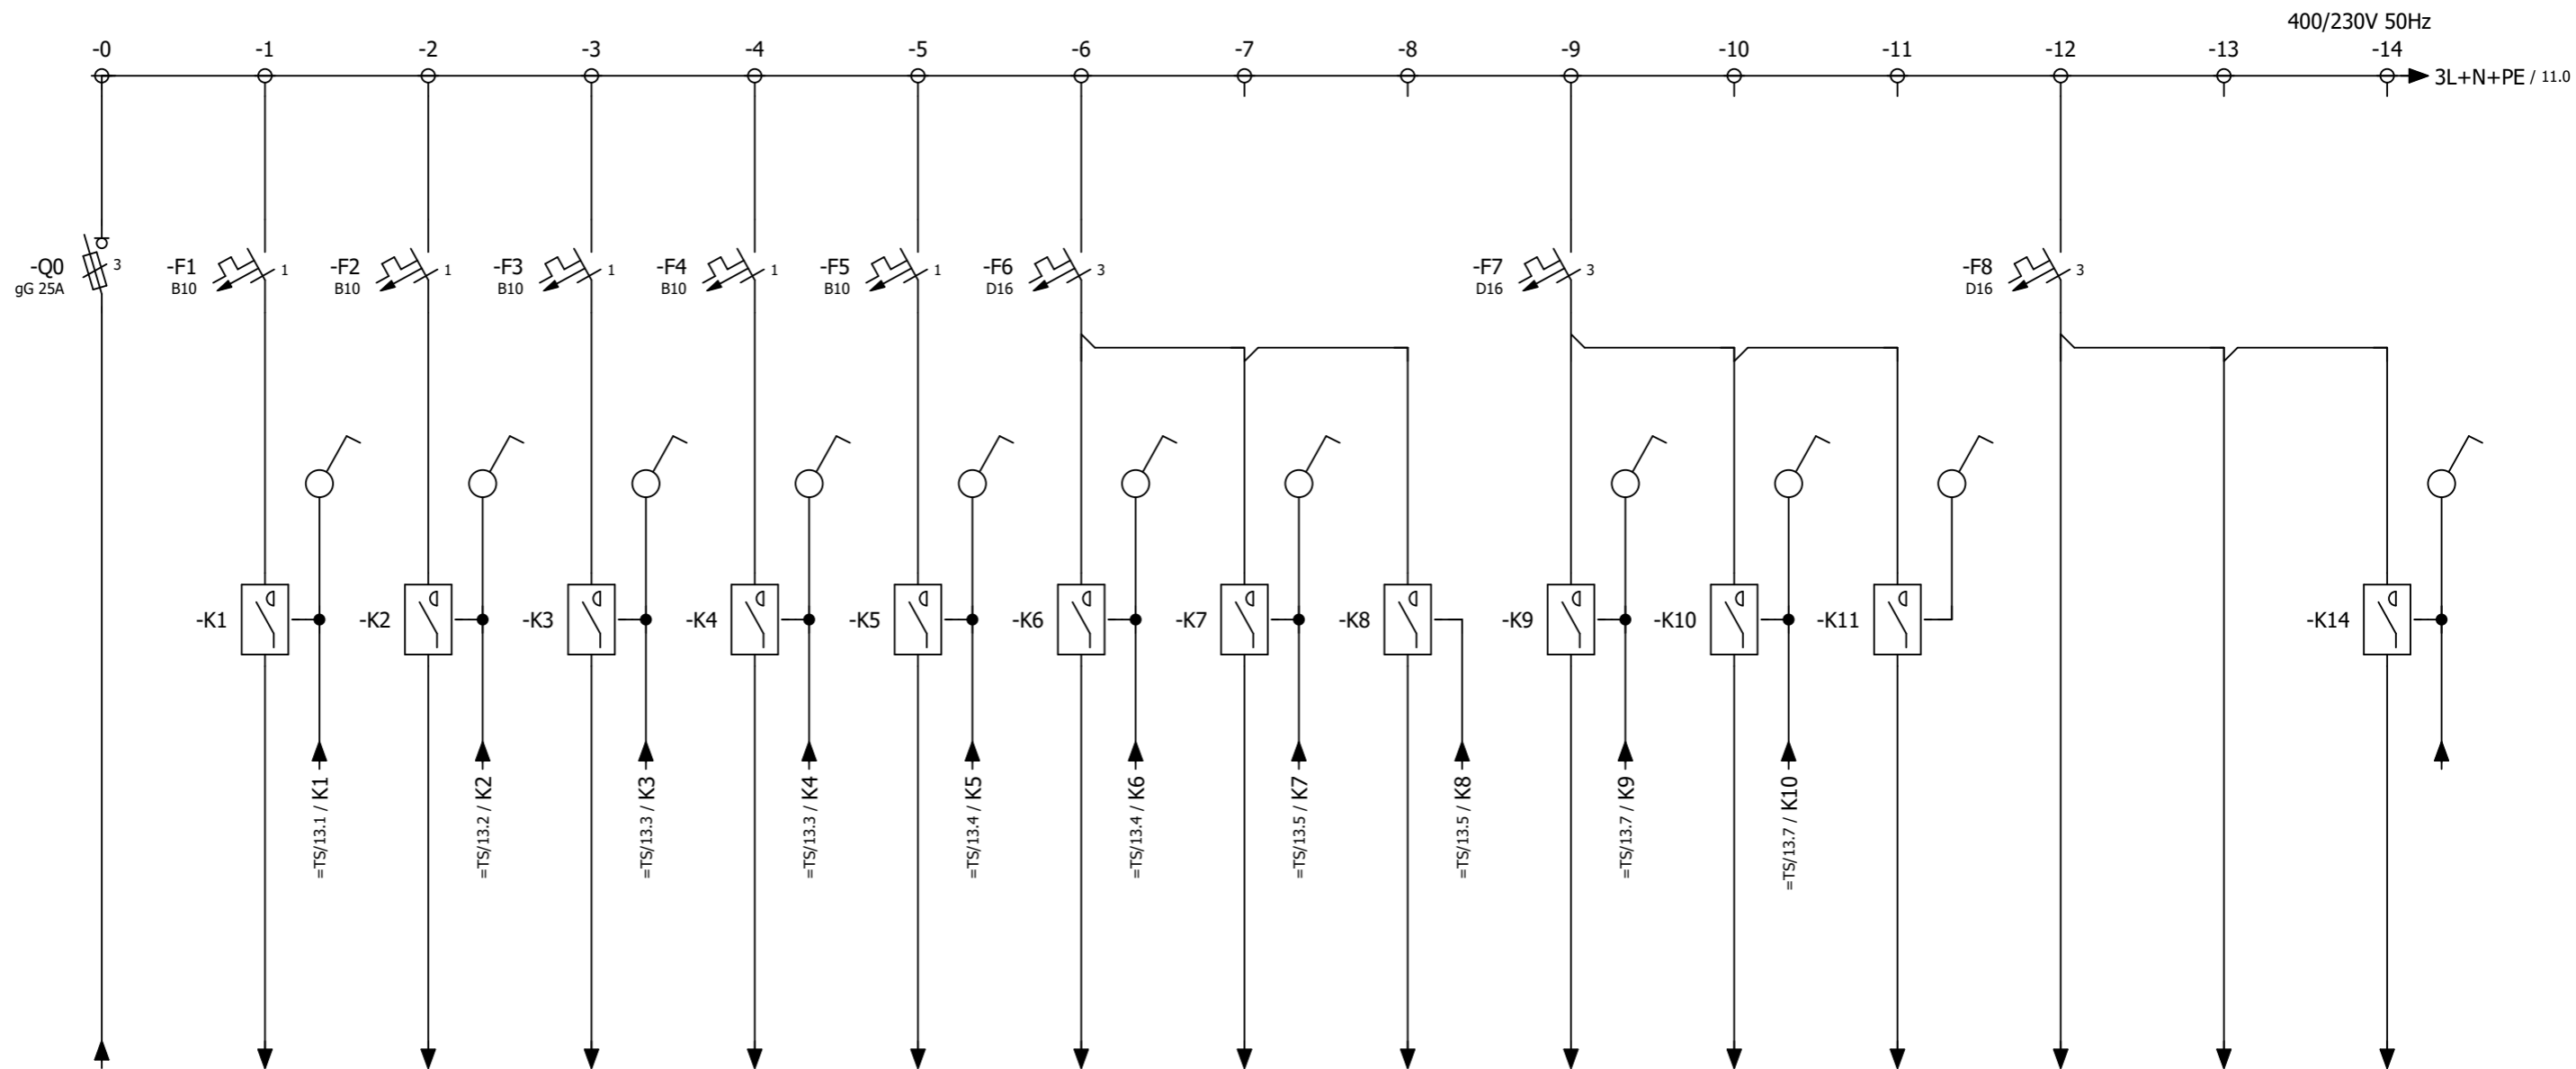 400/230V 50Hz
-0 -1 -2 -3 -4 -5 -6 -7 -8 -9 -10 -11 -12 -13 -14
3L+N+PE / 11.0
-Q0 3 -F1 1 -F2 1 -F3 1 -F4 1 -F5 1 -F6 3 -F7 3 -F8 3
gG 25A B10 B10 B10 B10 B10 D16 D16 D16
-K1 -K2 -K3 -K4 -K5 -K6 -K7 -K8 -K9 -K10 -K11 -K14
=TS/13.1 / K1
=TS/13.2 / K2
=TS/13.3 / K3
=TS/13.3 / K4
=TS/13.4 / K5
=TS/13.4 / K6
=TS/13.5 / K7
=TS/13.5 / K8
=TS/13.7 / K9
=TS/13.7 / K10